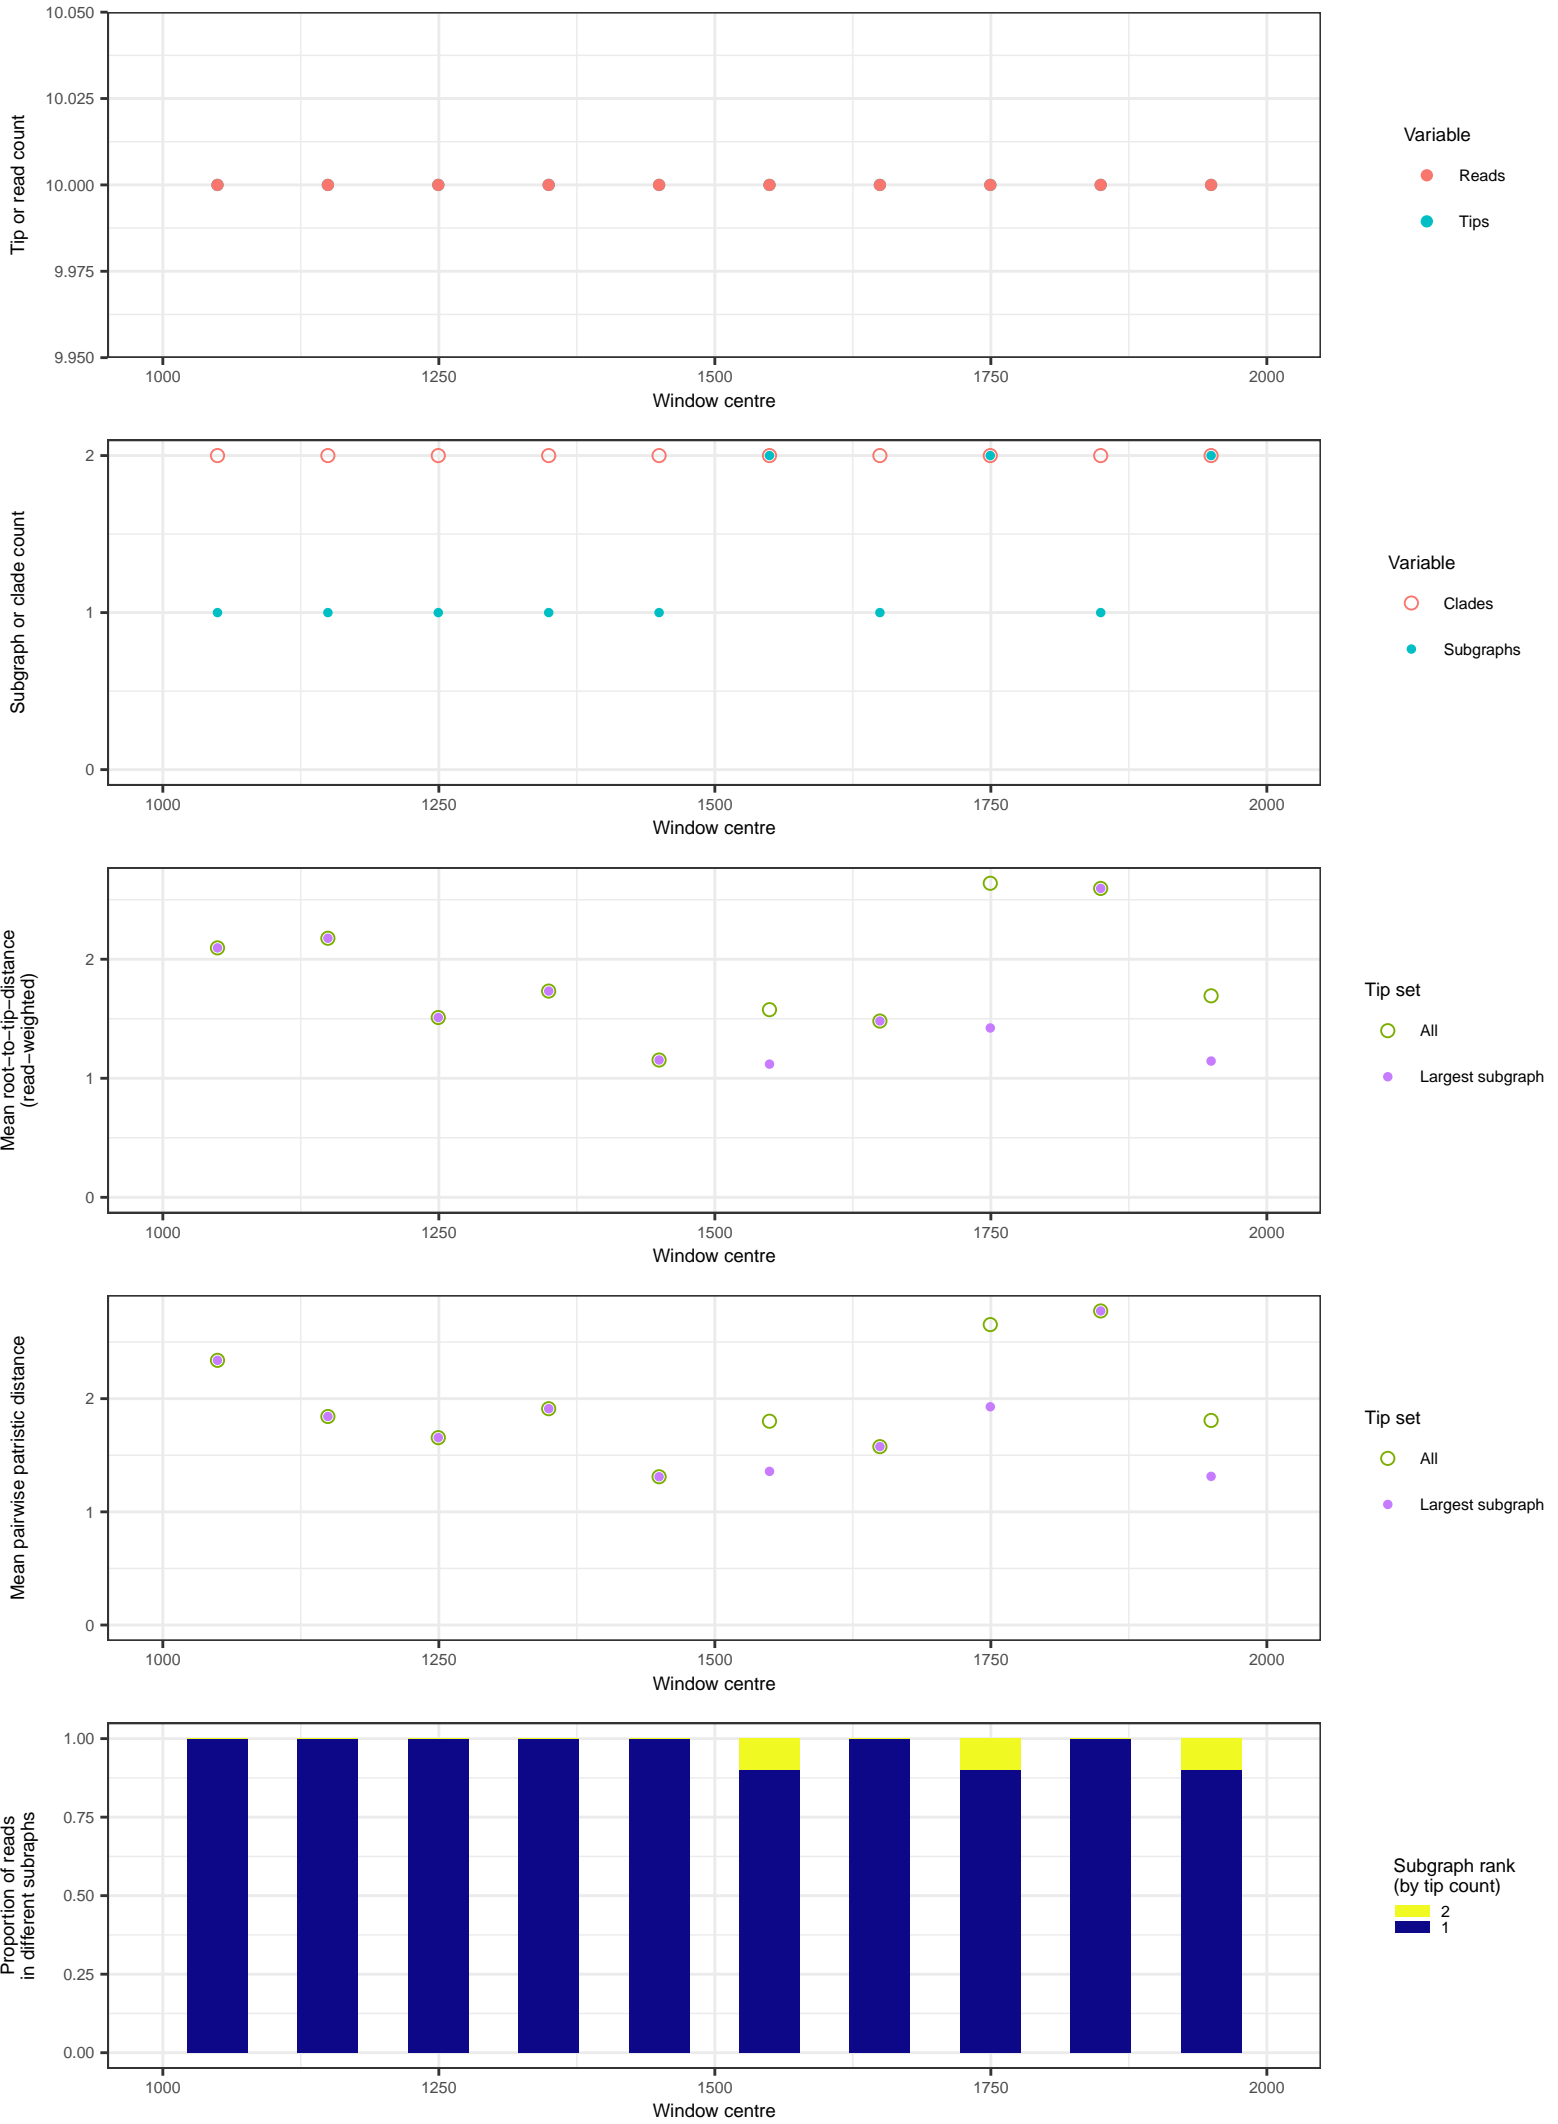 10.050
10.025
10.000
9.975
9.950
Tip or read count
1000 1250 1500 1750 2000
Window centre
Variable
Reads
Tips
2
1
0
Subgraph or clade count
1000 1250 1500 1750 2000
Window centre
Variable
Clades
Subgraphs
2
1
0
Mean root−to−tip−distance
(read−weighted)
1000 1250 1500 1750 2000
Window centre
Tip set
All
Largest subgraph
2
1
0
Mean pairwise patristic distance
1000 1250 1500 1750 2000
Window centre
Tip set
All
Largest subgraph
1.00
0.75
0.50
0.25
0.00
Proportion of reads
in different subraphs
1000 1250 1500 1750 2000
Window centre
Subgraph rank
(by tip count)
2
1